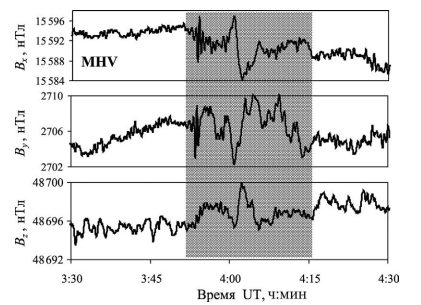 15 596
15 592
15 588
15 584
Bx, нТл
MHV
2710
2706
2702
By, нТл
48 700
48 696
48 692
Bz, нТл
3:30 3:45 4:00 4:15 4:30
Время UT, ч:мин